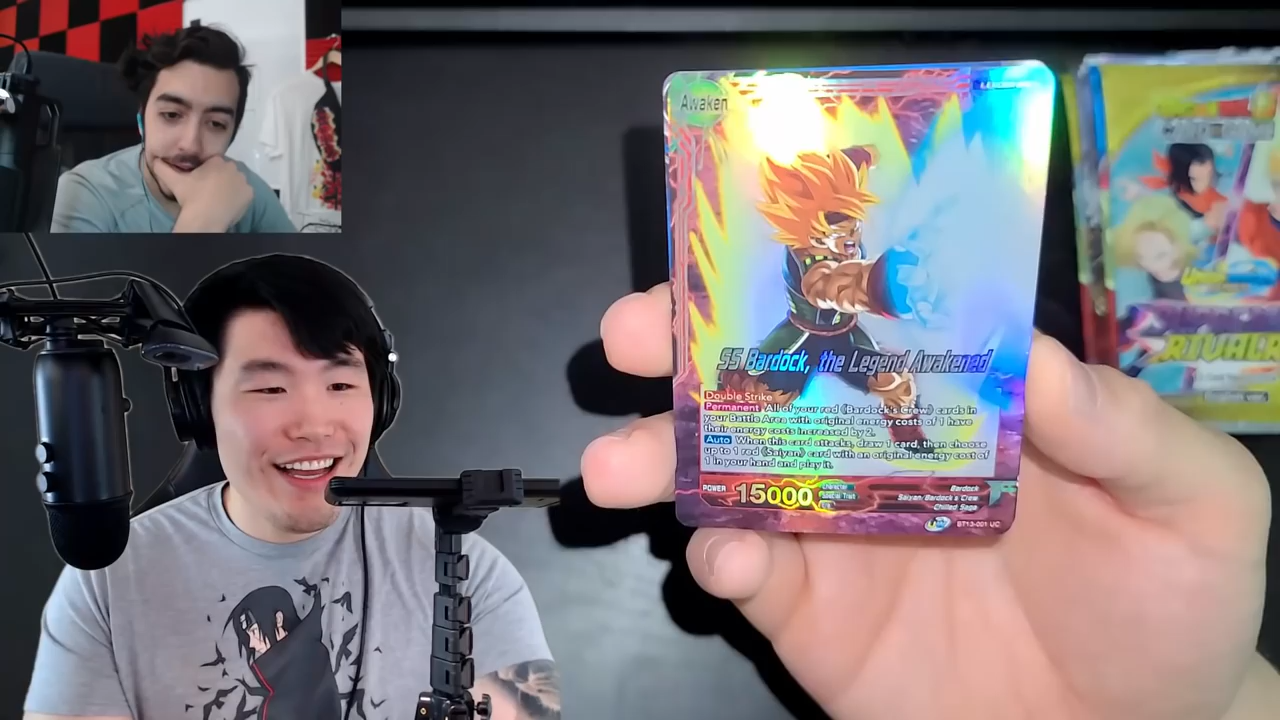 Awaken
SS Bardock, the Legend Awakened
Double Strike
Permanent All of your red 《Bardock's Crew》 cards in
your Battle Area with original energy costs of 1 have
their energy costs increased by 2.
Auto When this card attacks, draw 1 card, then choose
up to 1 red 《Saiyan》 card with an original energy cost of
1 in your hand and play it.
POWER 15000
Character
Special Trait
Bardock
Saiyan/Bardock's Crew
Chilled Saga
BT13-001 UC